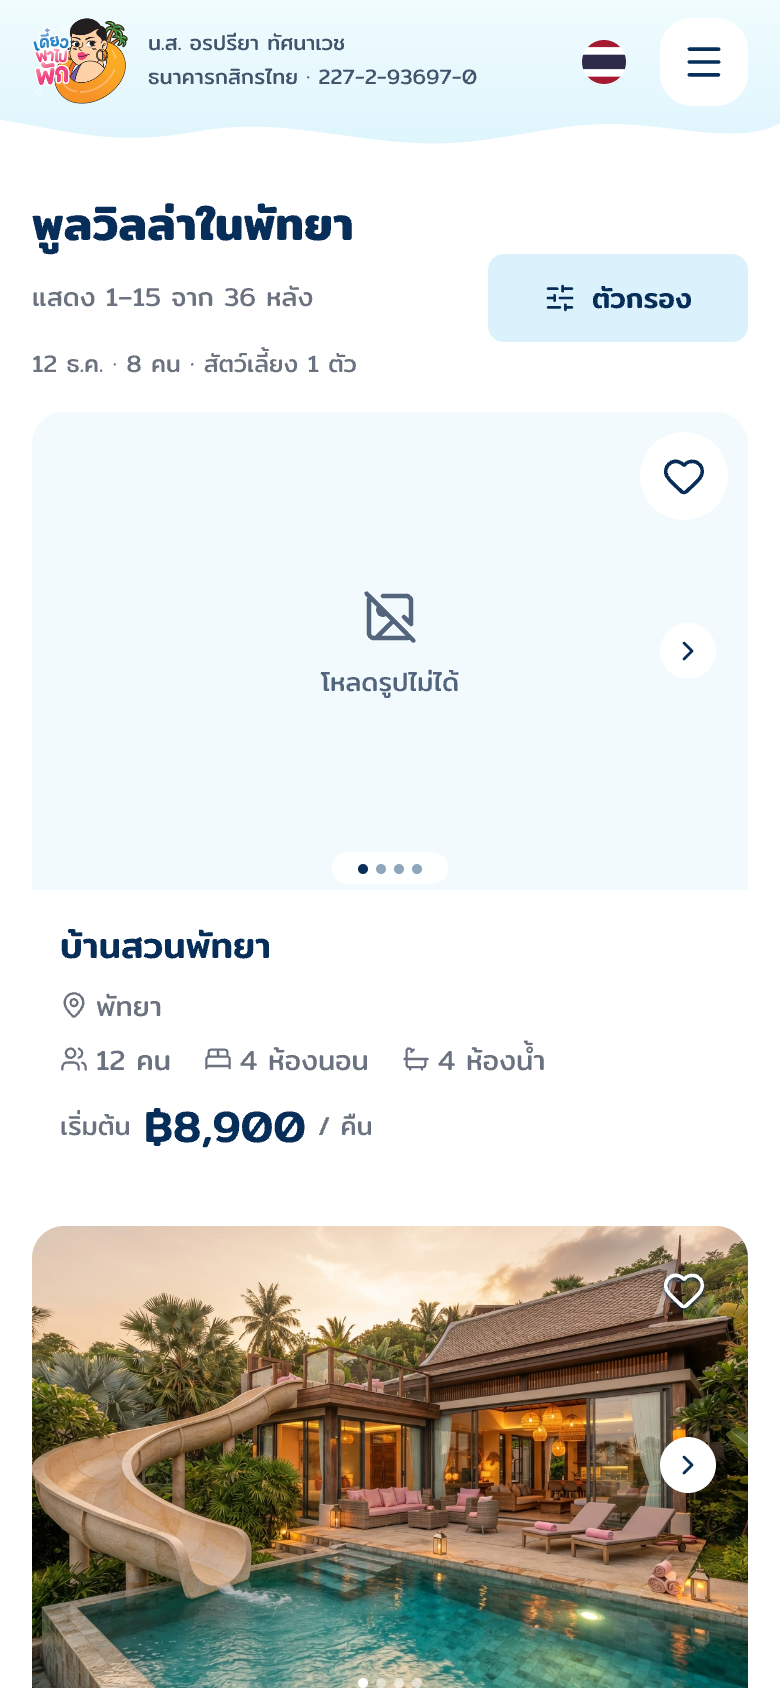 เดี๋ยว
พาไป
พัก
น.ส. อรปรียา ทัศนาเวช
ธนาคารกสิกรไทย · 227-2-93697-0
พูลวิลล่าในพัทยา
แสดง 1–15 จาก 36 หลัง
ตัวกรอง
12 ธ.ค. · 8 คน · สัตว์เลี้ยง 1 ตัว
โหลดรูปไม่ได้
บ้านสวนพัทยา
พัทยา
12 คน 4 ห้องนอน 4 ห้องน้ำ
เริ่มต้น ฿8,900 / คืน